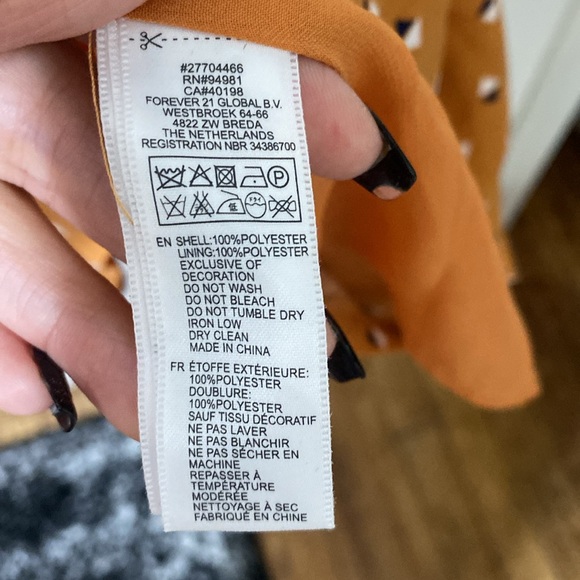 #27704466
RN#94981
CA#40198
FOREVER 21 GLOBAL B.V.
WESTBROEK 64-66
4822 ZW BREDA
THE NETHERLANDS
REGISTRATION NBR 34386700
P
EN SHELL:100%POLYESTER
LINING:100%POLYESTER
EXCLUSIVE OF
DECORATION
DO NOT WASH
DO NOT BLEACH
DO NOT TUMBLE DRY
IRON LOW
DRY CLEAN
MADE IN CHINA
FR ÉTOFFE EXTÉRIEURE:
100%POLYESTER
DOUBLURE:
100%POLYESTER
SAUF TISSU DÉCORATIF
NE PAS LAVER
NE PAS BLANCHIR
NE PAS SÉCHER EN
MACHINE
REPASSER À
TEMPÉRATURE
MODÉRÉE
NETTOYAGE À SEC
FABRIQUÉ EN CHINE